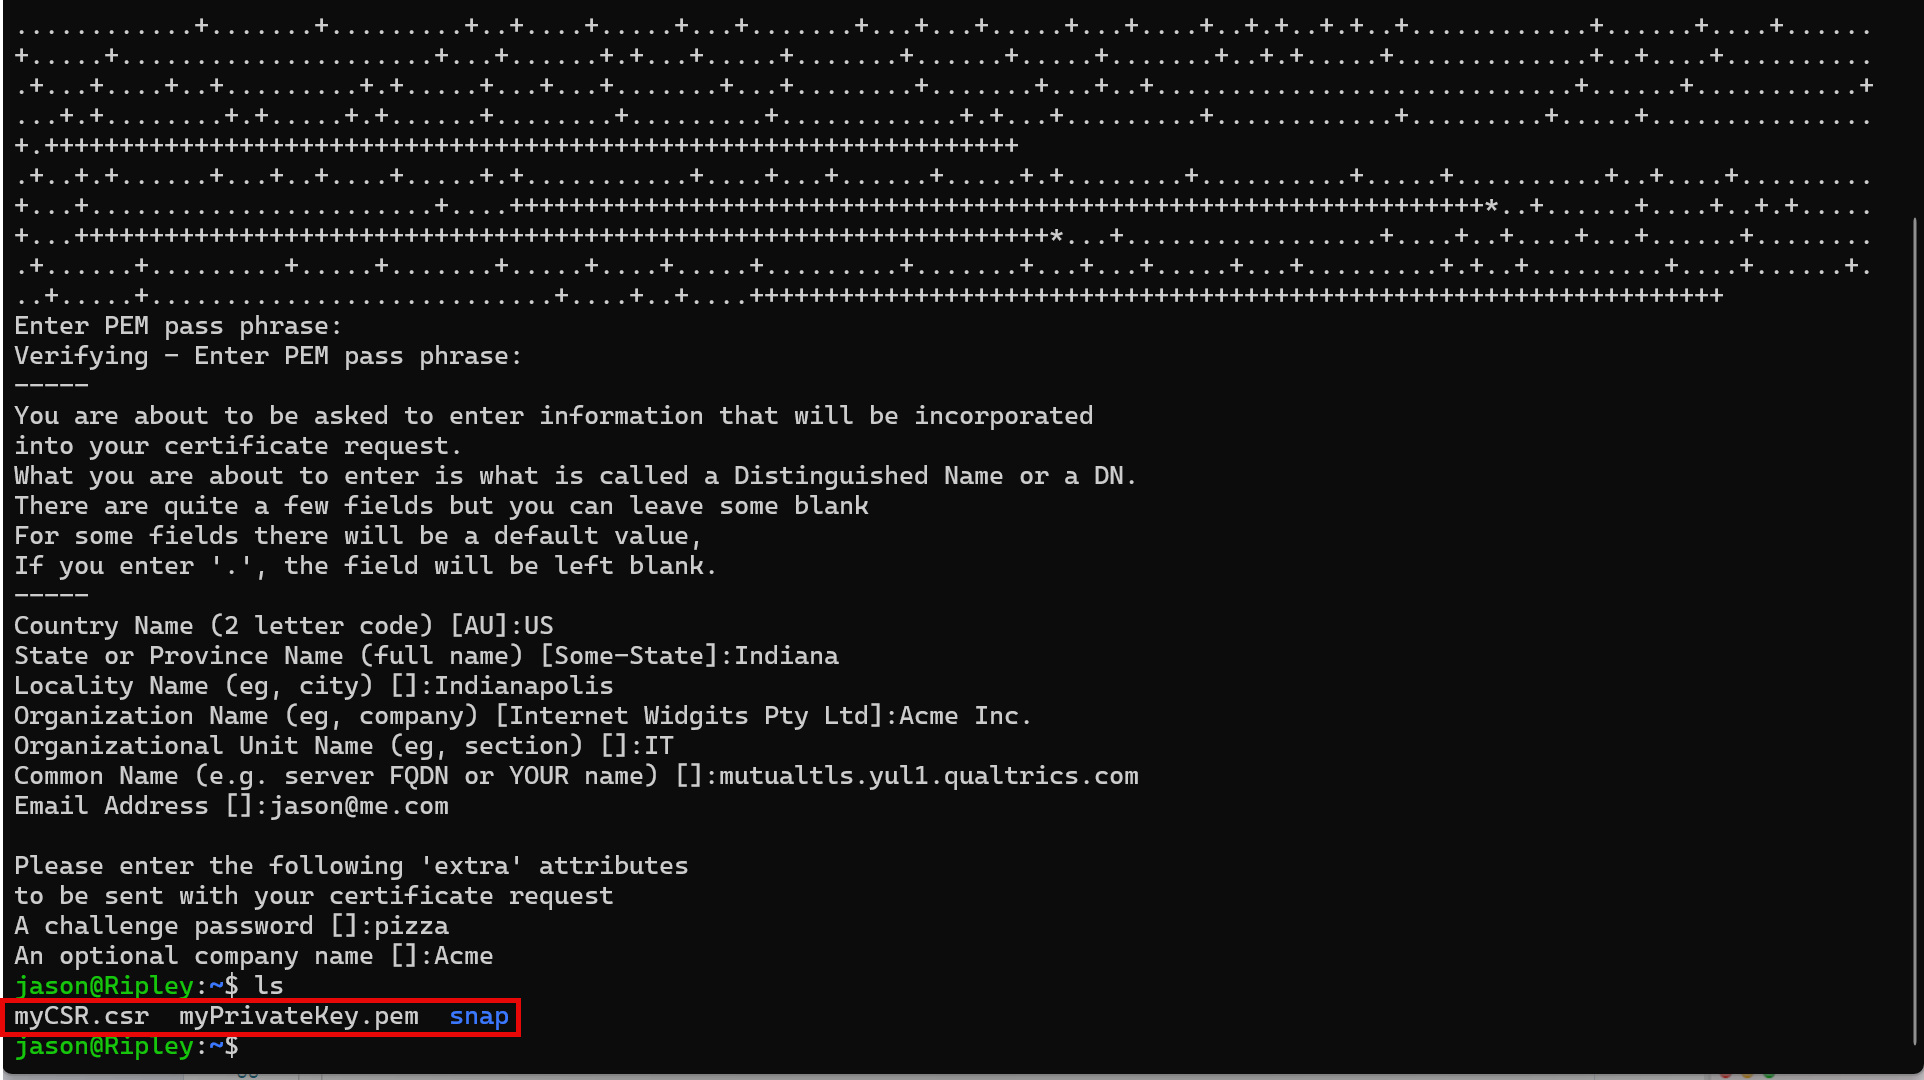 Enter PEM pass phrase:
Verifying - Enter PEM pass phrase:
-----
You are about to be asked to enter information that will be incorporated
into your certificate request.
What you are about to enter is what is called a Distinguished Name or a DN.
There are quite a few fields but you can leave some blank
For some fields there will be a default value,
If you enter '.', the field will be left blank.
-----
Country Name (2 letter code) [AU]:US
State or Province Name (full name) [Some-State]:Indiana
Locality Name (eg, city) []:Indianapolis
Organization Name (eg, company) [Internet Widgits Pty Ltd]:Acme Inc.
Organizational Unit Name (eg, section) []:IT
Common Name (e.g. server FQDN or YOUR name) []:mutualtls.yul1.qualtrics.com
Email Address []:jason@me.com
Please enter the following 'extra' attributes
to be sent with your certificate request
A challenge password []:pizza
An optional company name []:Acme
jason@Ripley:~$ ls
myCSR.csr  myPrivateKey.pem  snap
jason@Ripley:~$